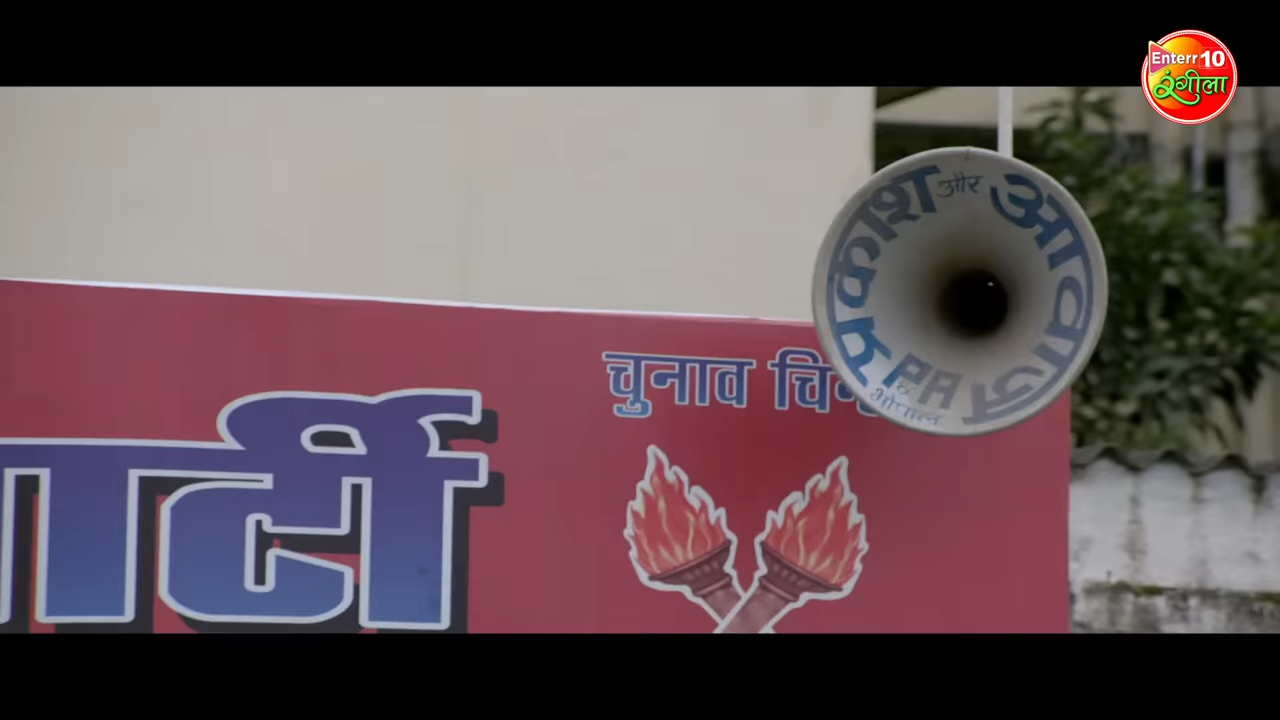 Enterr10
रंगीला
प्रकाश और आवाज़
PA
भोपाल
चुनाव
पार्टी